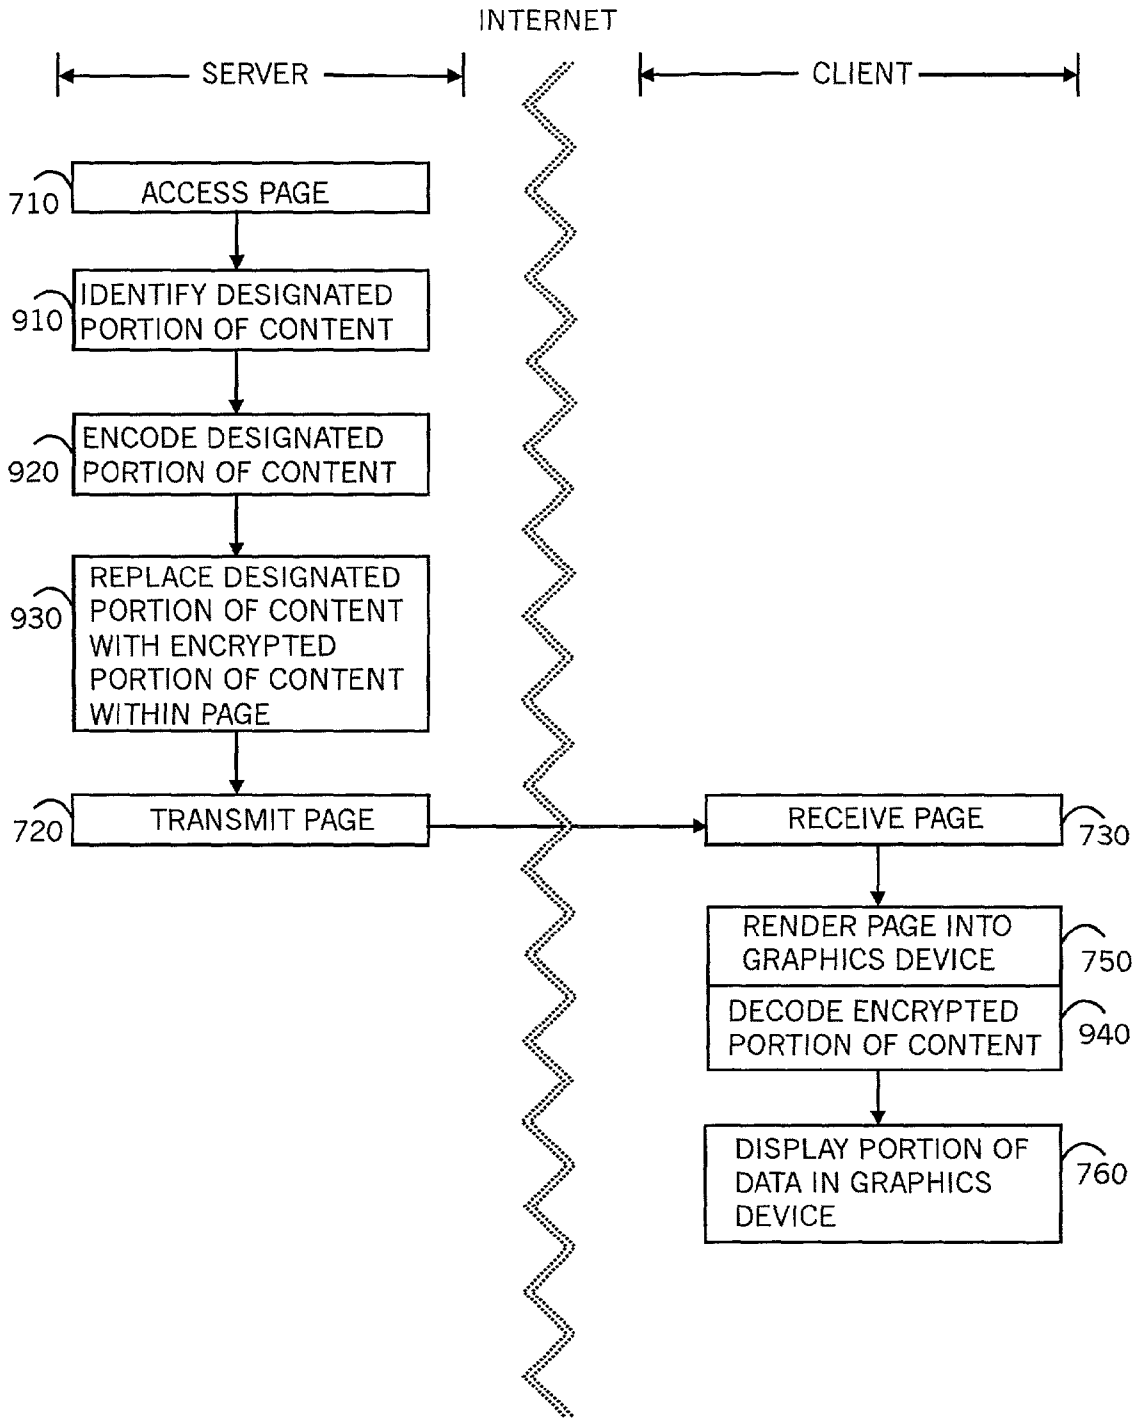 INTERNET
SERVER
CLIENT
710
ACCESS PAGE
910
IDENTIFY DESIGNATED
PORTION OF CONTENT
920
ENCODE DESIGNATED
PORTION OF CONTENT
930
REPLACE DESIGNATED
PORTION OF CONTENT
WITH ENCRYPTED
PORTION OF CONTENT
WITHIN PAGE
720
TRANSMIT PAGE
RECEIVE PAGE
730
RENDER PAGE INTO
GRAPHICS DEVICE
750
DECODE ENCRYPTED
PORTION OF CONTENT
940
DISPLAY PORTION OF
DATA IN GRAPHICS
DEVICE
760